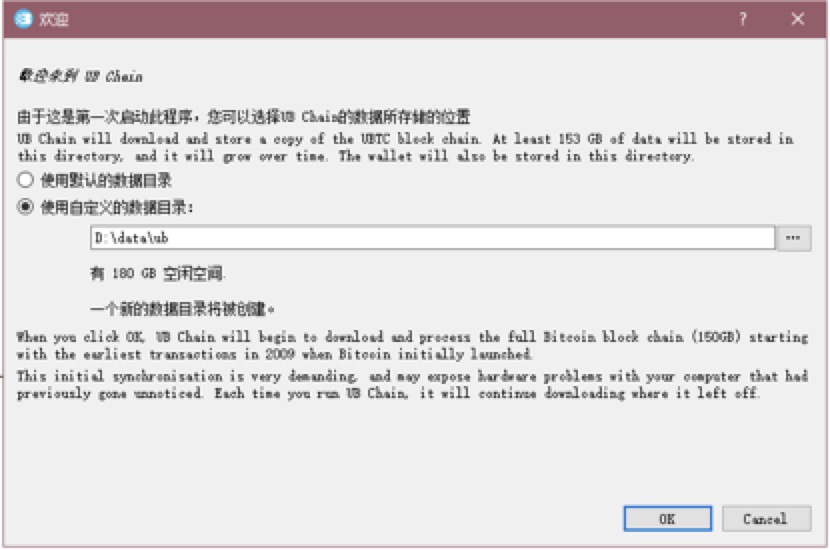 欢迎
欢迎来到 UB Chain
由于这是第一次启动此程序，您可以选择UB Chain的数据所存储的位置
UB Chain will download and store a copy of the UBTC block chain. At least 153 GB of data will be stored in
this directory, and it will grow over time. The wallet will also be stored in this directory.
使用默认的数据目录
使用自定义的数据目录：
D:\data\ub
...
有 180 GB 空闲空间.
一个新的数据目录将被创建。
When you click OK, UB Chain will begin to download and process the full Bitcoin block chain (150GB) starting
with the earliest transactions in 2009 when Bitcoin initially launched.
This initial synchronisation is very demanding, and may expose hardware problems with your computer that had
previously gone unnoticed. Each time you run UB Chain, it will continue downloading where it left off.
OK
Cancel